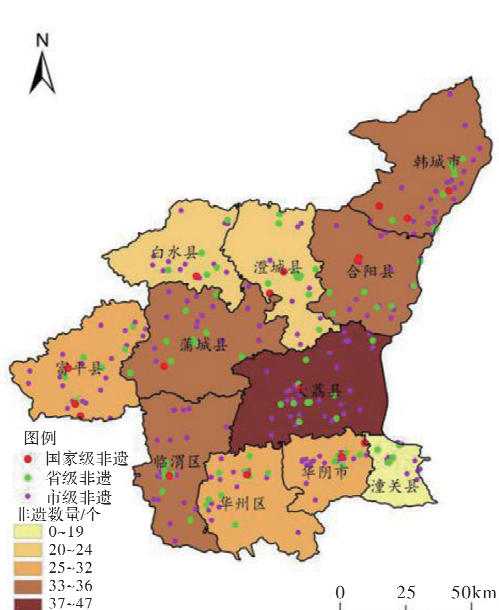 N
韩城市
白水县
澄城县
合阳县
蒲城县
富平县
大荔县
临渭区
华州区
华阴市
潼关县
图例
国家级非遗
省级非遗
市级非遗
非遗数量/个
0~19
20~24
25~32
33~36
37~47
0 25 50km